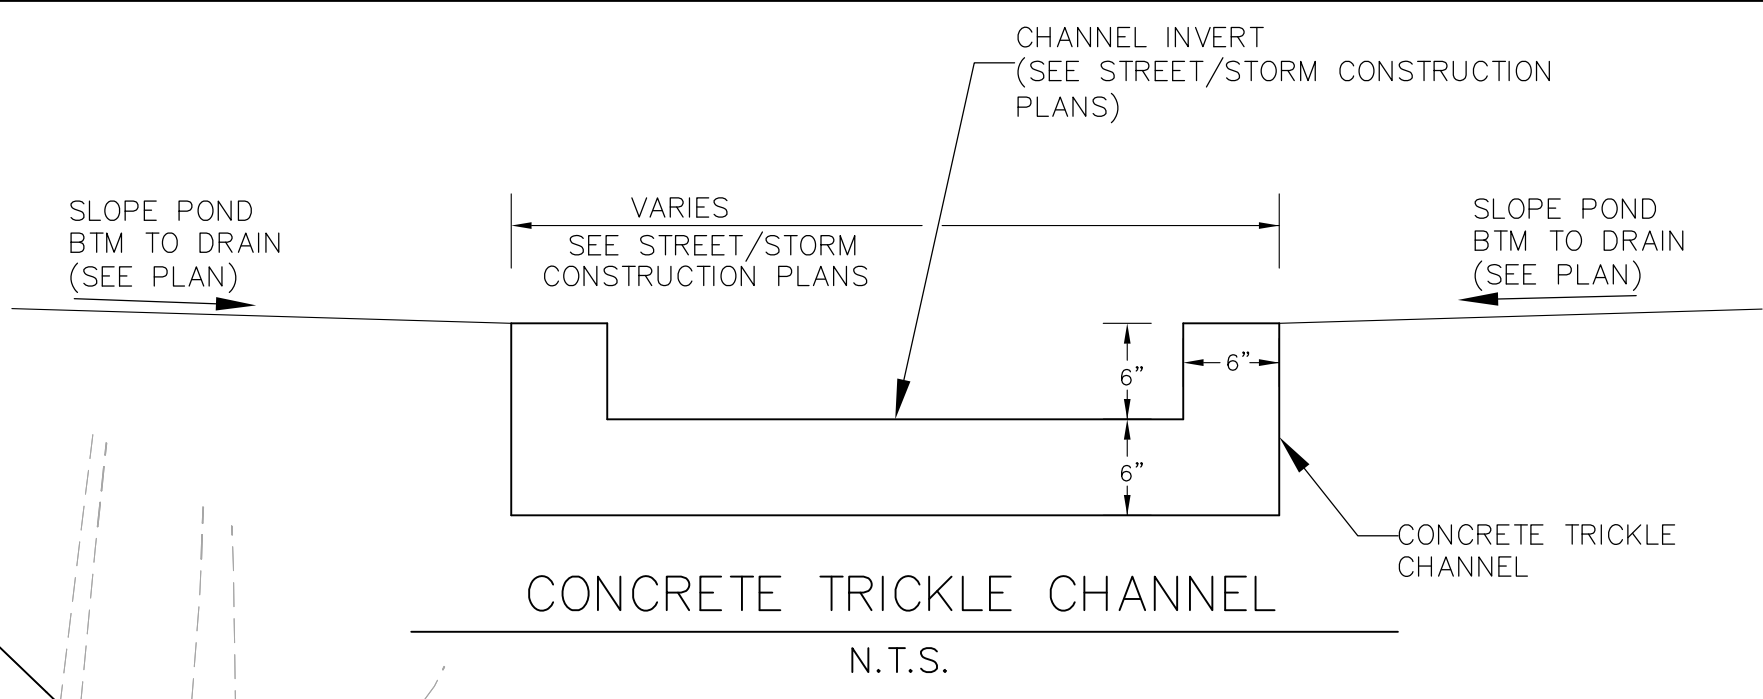 CHANNEL INVERT
(SEE STREET/STORM CONSTRUCTION
PLANS)
SLOPE POND
BTM TO DRAIN
(SEE PLAN)
VARIES
SEE STREET/STORM
CONSTRUCTION PLANS
SLOPE POND
BTM TO DRAIN
(SEE PLAN)
6"
6"
6"
CONCRETE TRICKLE
CHANNEL
CONCRETE TRICKLE CHANNEL
N.T.S.